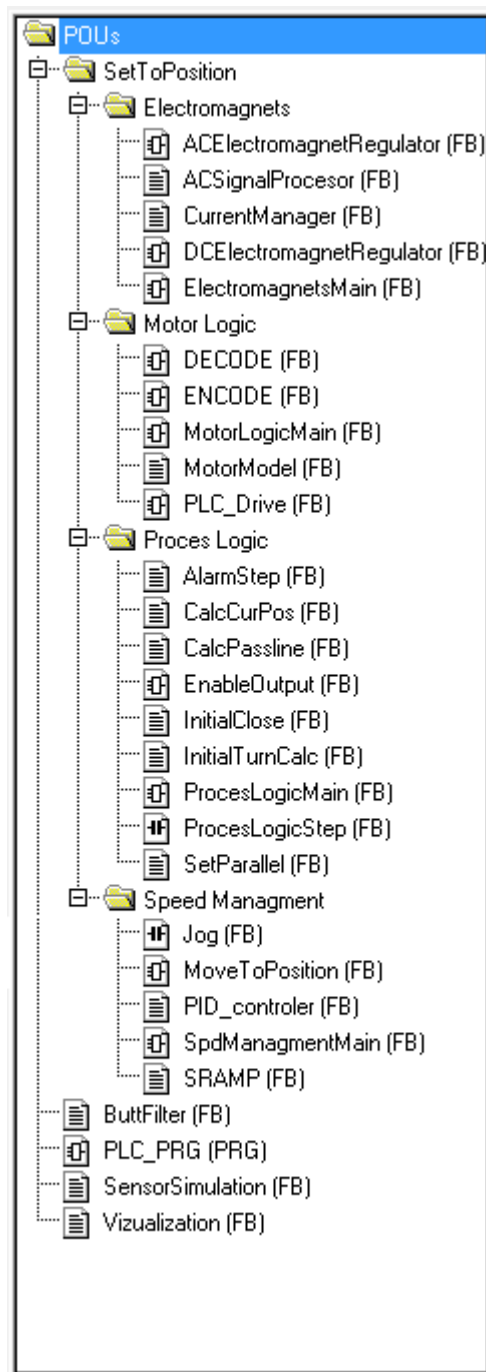 POUs
SetToPosition
Electromagnets
ACElectromagnetRegulator (FB)
ACSignalProcesor (FB)
CurrentManager (FB)
DCElectromagnetRegulator (FB)
ElectromagnetsMain (FB)
Motor Logic
DECODE (FB)
ENCODE (FB)
MotorLogicMain (FB)
MotorModel (FB)
PLC_Drive (FB)
Proces Logic
AlarmStep (FB)
CalcCurPos (FB)
CalcPassline (FB)
EnableOutput (FB)
InitialClose (FB)
InitialTurnCalc (FB)
ProcesLogicMain (FB)
ProcesLogicStep (FB)
SetParallel (FB)
Speed Managment
Jog (FB)
MoveToPosition (FB)
PID_controler (FB)
SpdManagmentMain (FB)
SRAMP (FB)
ButtFilter (FB)
PLC_PRG (PRG)
SensorSimulation (FB)
Vizualization (FB)